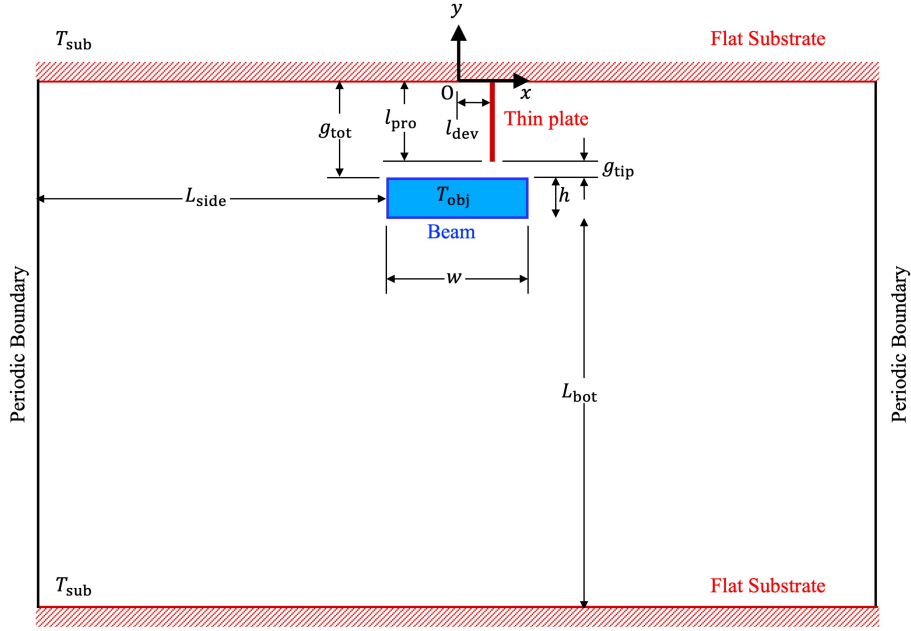 y
T_sub
Flat Substrate
O
x
l_pro
l_dev
Thin plate
g_tot
g_tip
L_side
T_obj
h
Beam
w
Periodic Boundary
Periodic Boundary
L_bot
T_sub
Flat Substrate